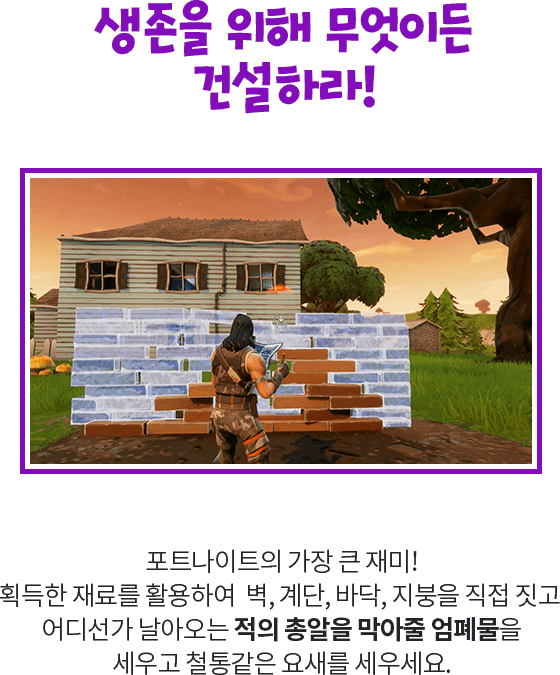 생존을 위해 무엇이든
건설하라!
포트나이트의 가장 큰 재미!
획득한 재료를 활용하여 벽, 계단, 바닥, 지붕을 직접 짓고
어디선가 날아오는 적의 총알을 막아줄 엄폐물을
세우고 철통같은 요새를 세우세요.